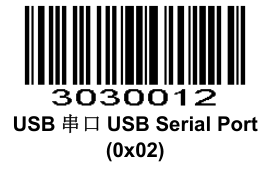 3030012
USB 串口 USB Serial Port
(0x02)